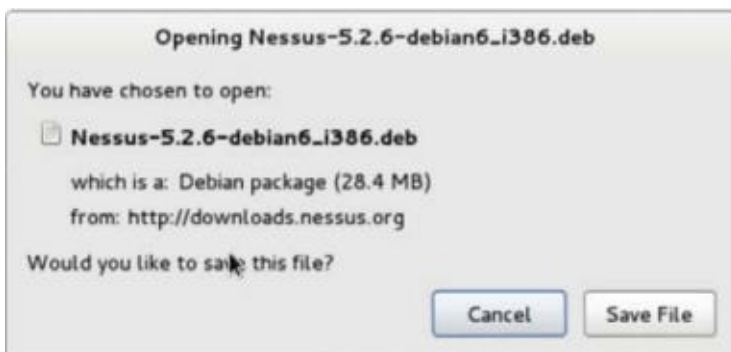 Opening Nessus-5.2.6-debian6_i386.deb
You have chosen to open:
Nessus-5.2.6-debian6_i386.deb
which is a: Debian package (28.4 MB)
from: http://downloads.nessus.org
Would you like to save this file?
Cancel Save File